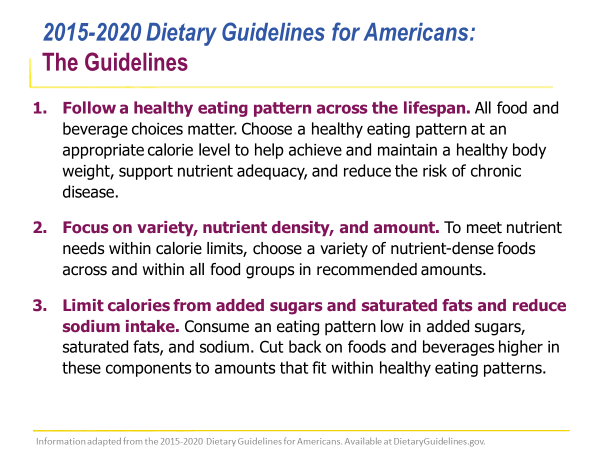 2015-2020 Dietary Guidelines for Americans:
The Guidelines
1. Follow a healthy eating pattern across the lifespan. All food and
beverage choices matter. Choose a healthy eating pattern at an
appropriate calorie level to help achieve and maintain a healthy body
weight, support nutrient adequacy, and reduce the risk of chronic
disease.
2. Focus on variety, nutrient density, and amount. To meet nutrient
needs within calorie limits, choose a variety of nutrient-dense foods
across and within all food groups in recommended amounts.
3. Limit calories from added sugars and saturated fats and reduce
sodium intake. Consume an eating pattern low in added sugars,
saturated fats, and sodium. Cut back on foods and beverages higher in
these components to amounts that fit within healthy eating patterns.
Information adapted from the 2015-2020 Dietary Guidelines for Americans. Available at DietaryGuidelines.gov.